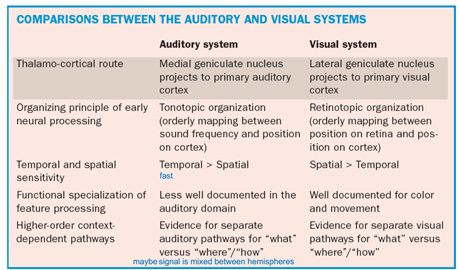 COMPARISONS BETWEEN THE AUDITORY AND VISUAL SYSTEMS
Auditory system Visual system
Thalamo-cortical route Medial geniculate nucleus Lateral geniculate nucleus
projects to primary auditory projects to primary visual
cortex cortex
Organizing principle of early Tonotopic organization Retinotopic organization
neural processing (orderly mapping between (orderly mapping between
sound frequency and position position on retina and pos-
on cortex) ition on cortex)
Temporal and spatial Temporal > Spatial Spatial > Temporal
sensitivity fast
Functional specialization of Less well documented in the Well documented for color
feature processing auditory domain and movement
Higher-order context- Evidence for separate Evidence for separate visual
dependent pathways auditory pathways for “what” pathways for “what” versus
versus “where”/“how” “where”/“how”
maybe signal is mixed between hemispheres